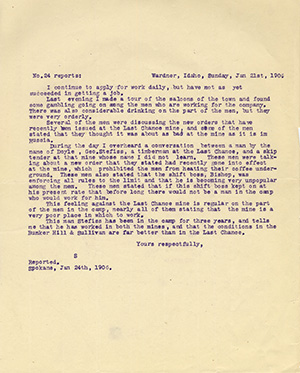 No.24 reports: Wardner, Idaho, Sunday, Jun 21st, 190
I continue to apply for work daily, but have not as yet
succeeded in getting a job.
Last evening I made a tour of the saloons of the town and found
some gambling going on among the men who are working for the company.
There was also considerable drinking on the part of the men, but they
were very orderly.
Several of the men were discussing the new orders that have
recently been issued at the Last Chance mine, and some of the men
stated that they thought it was about as bad at the mine as it is in
Russia.
During the day I overheard a conversation between a man by the
name of Doyle, Geo. Stefles, a timberman at the Last Chance, and a skip
tender at that mine whose name I did not learn. These men were talk-
ing about a new order that they stated had recently gone into effect
at the mine, which prohibited the men from heating their coffee under-
ground. These men also stated that the shift boss, Bishop, was
enforcing all rules to the limit and that he is becoming very unpopular
among the men. These men stated that if this shift boss kept on at
his present rate that before long there would not be a man in the camp
who would work for him.
This feeling against the Last Chance mine is regular on the part
of the men in the camp, nearly all of them stating that the mine is a
very poor place in which to work.
This man Stefles has been in the camp for three years, and tells
me that he has worked in both the mines, and that the conditions in the
Bunker Hill & Sullivan are far better than in the Last Chance.
Yours respectfully,
S
Reported.
Spokane, Jun 24th, 190